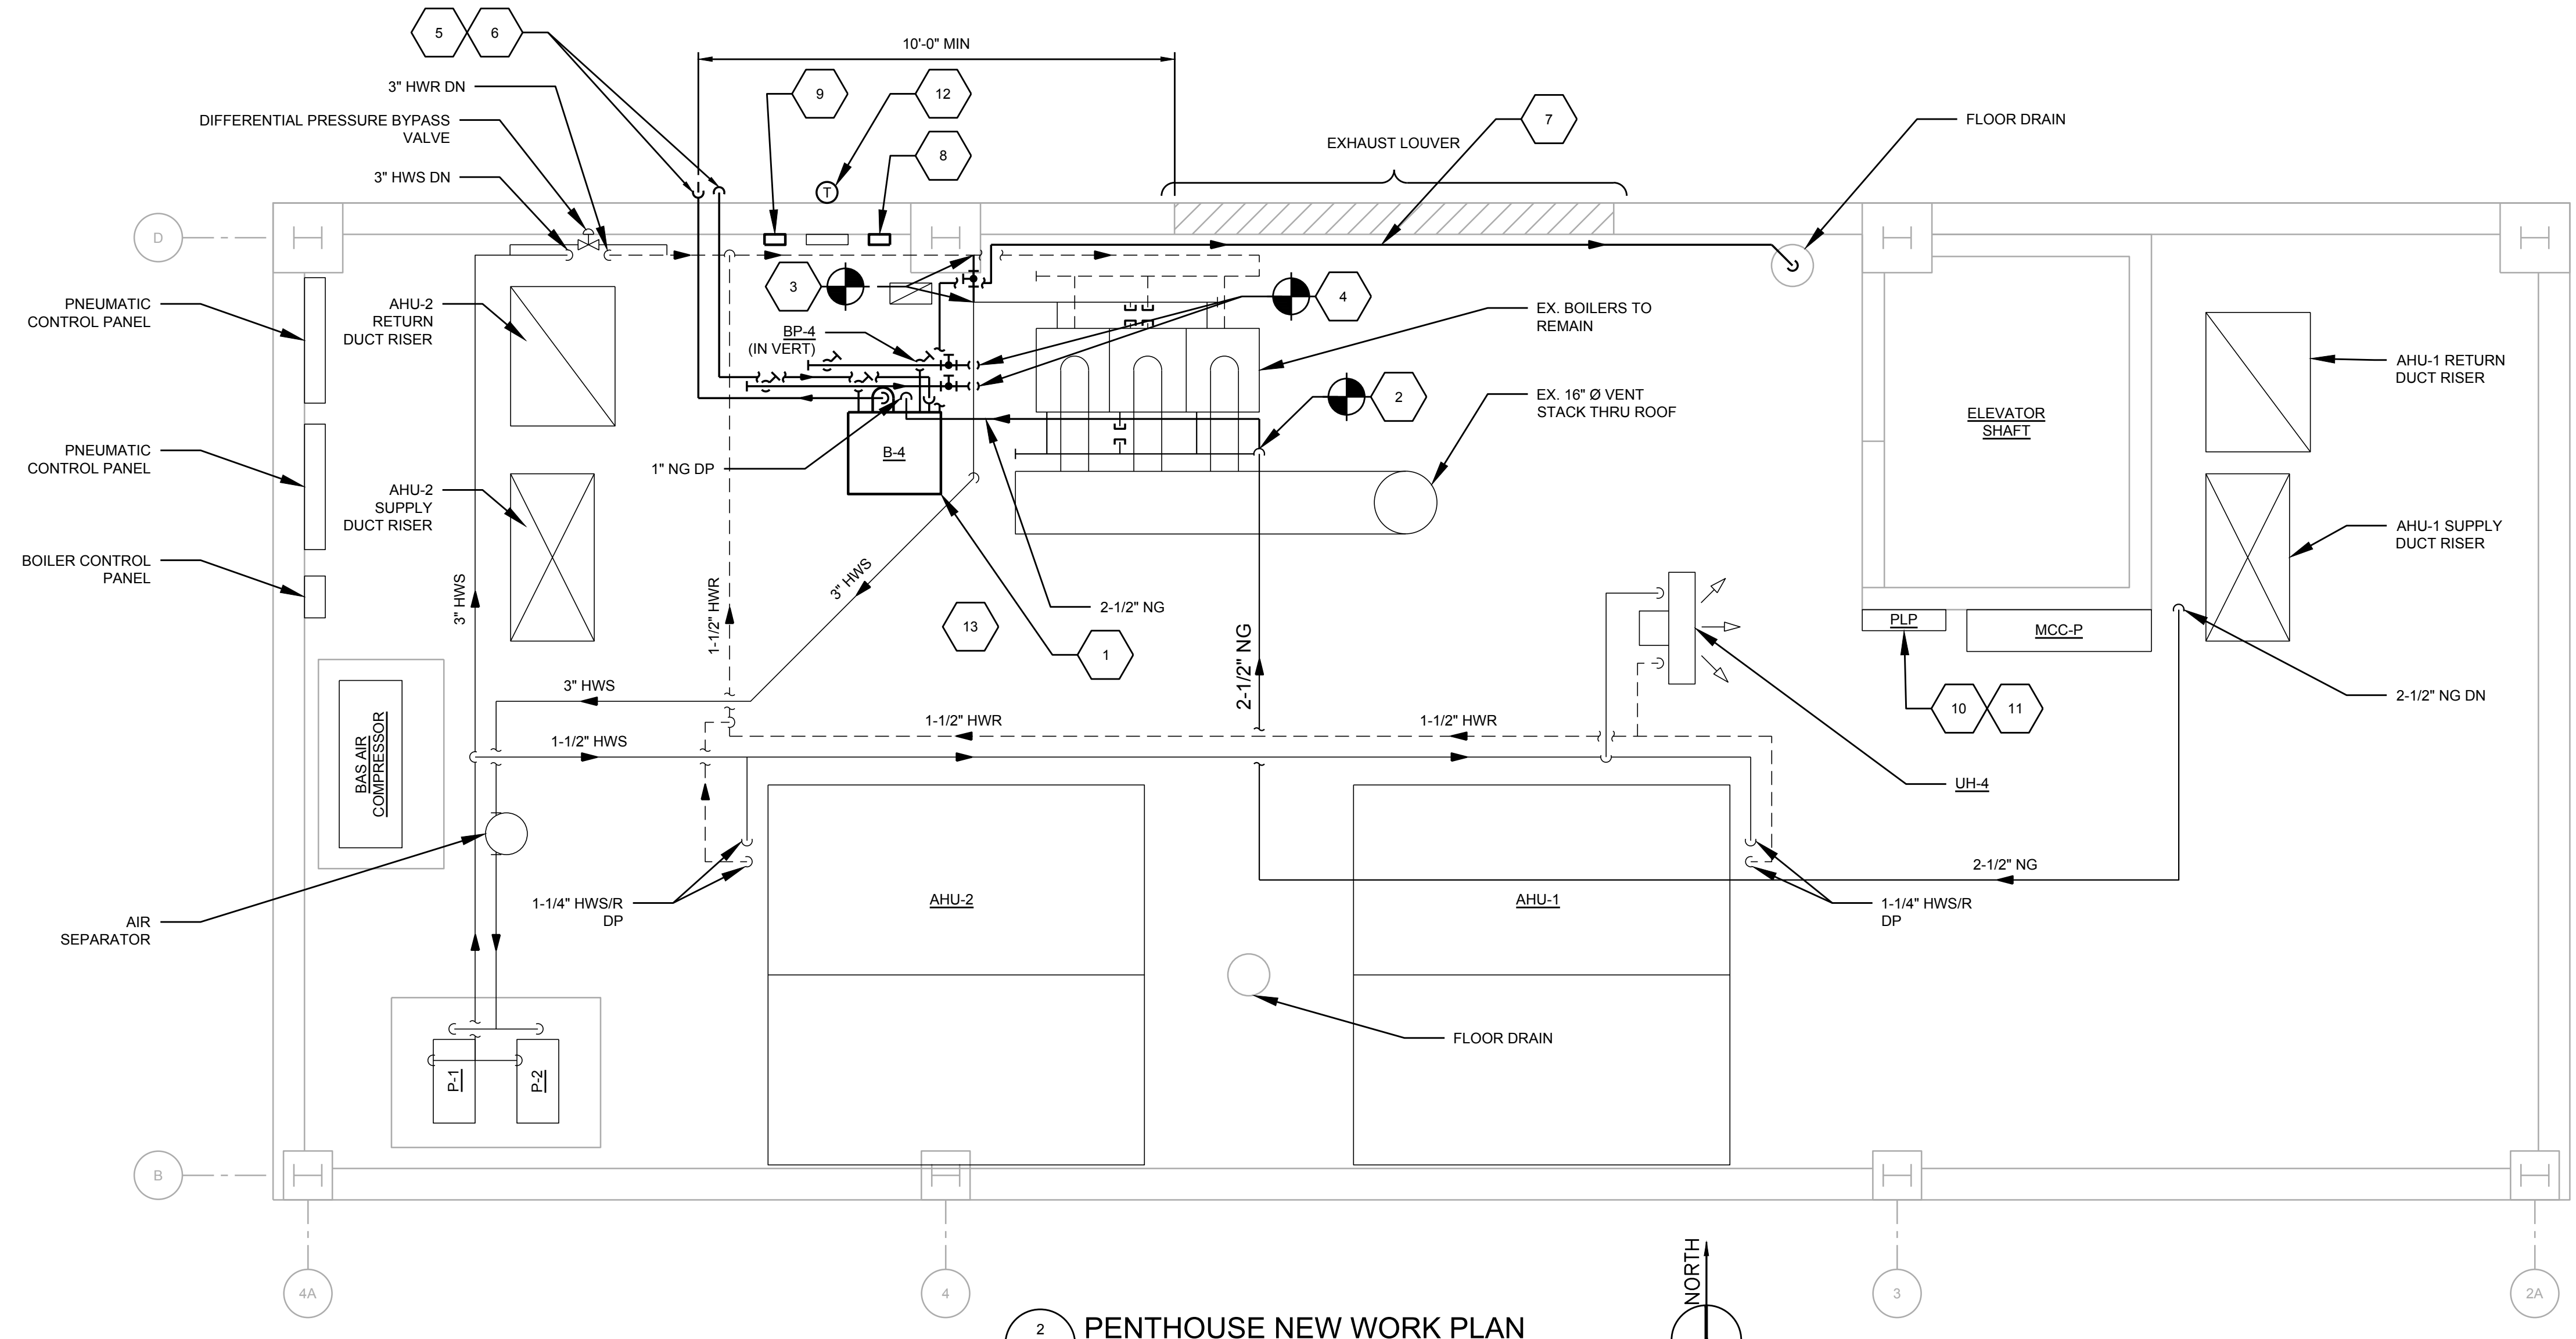 5
6
10'-0" MIN
3" HWR DN
9
12
7
FLOOR DRAIN
DIFFERENTIAL PRESSURE BYPASS
VALVE
8
EXHAUST LOUVER
3" HWS DN
T
D
3
4
PNEUMATIC
CONTROL PANEL
AHU-2
RETURN
DUCT RISER
BP-4
(IN VERT)
EX. BOILERS TO
REMAIN
AHU-1 RETURN
DUCT RISER
2
EX. 16" Ø VENT
STACK THRU ROOF
ELEVATOR
SHAFT
PNEUMATIC
CONTROL PANEL
B-4
1" NG DP
AHU-2
SUPPLY
DUCT RISER
AHU-1 SUPPLY
DUCT RISER
BOILER CONTROL
PANEL
3" HWS
1-1/2" HWR
3" HWS
2-1/2" NG
13
1
2-1/2" NG
PLP
MCC-P
3" HWS
10
11
2-1/2" NG DN
1-1/2" HWR
1-1/2" HWR
1-1/2" HWS
BAS AIR
COMPRESSOR
UH-4
2-1/2" NG
1-1/4" HWS/R
DP
AHU-2
AHU-1
1-1/4" HWS/R
DP
AIR
SEPARATOR
FLOOR DRAIN
P-1
P-2
B
NORTH
4A
4
3
2A
2
PENTHOUSE NEW WORK PLAN